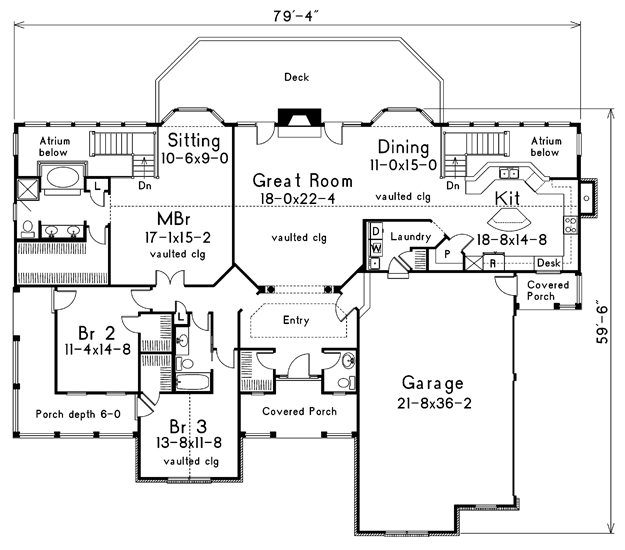 79'-4"
Deck
Atrium
below
Dn
Sitting
10-6x9-0
Dining
11-0x15-0
Dn
Atrium
below
L
Great Room
18-0x22-4
vaulted clg
Kit
18-8x14-8
MBr
17-1x15-2
vaulted clg
vaulted clg
D
W
Laundry
P
R
Desk
Covered
Porch
59'-6"
Br 2
11-4x14-8
L
Entry
Garage
21-8x36-2
Porch depth 6-0
Br 3
13-8x11-8
vaulted clg
Covered Porch